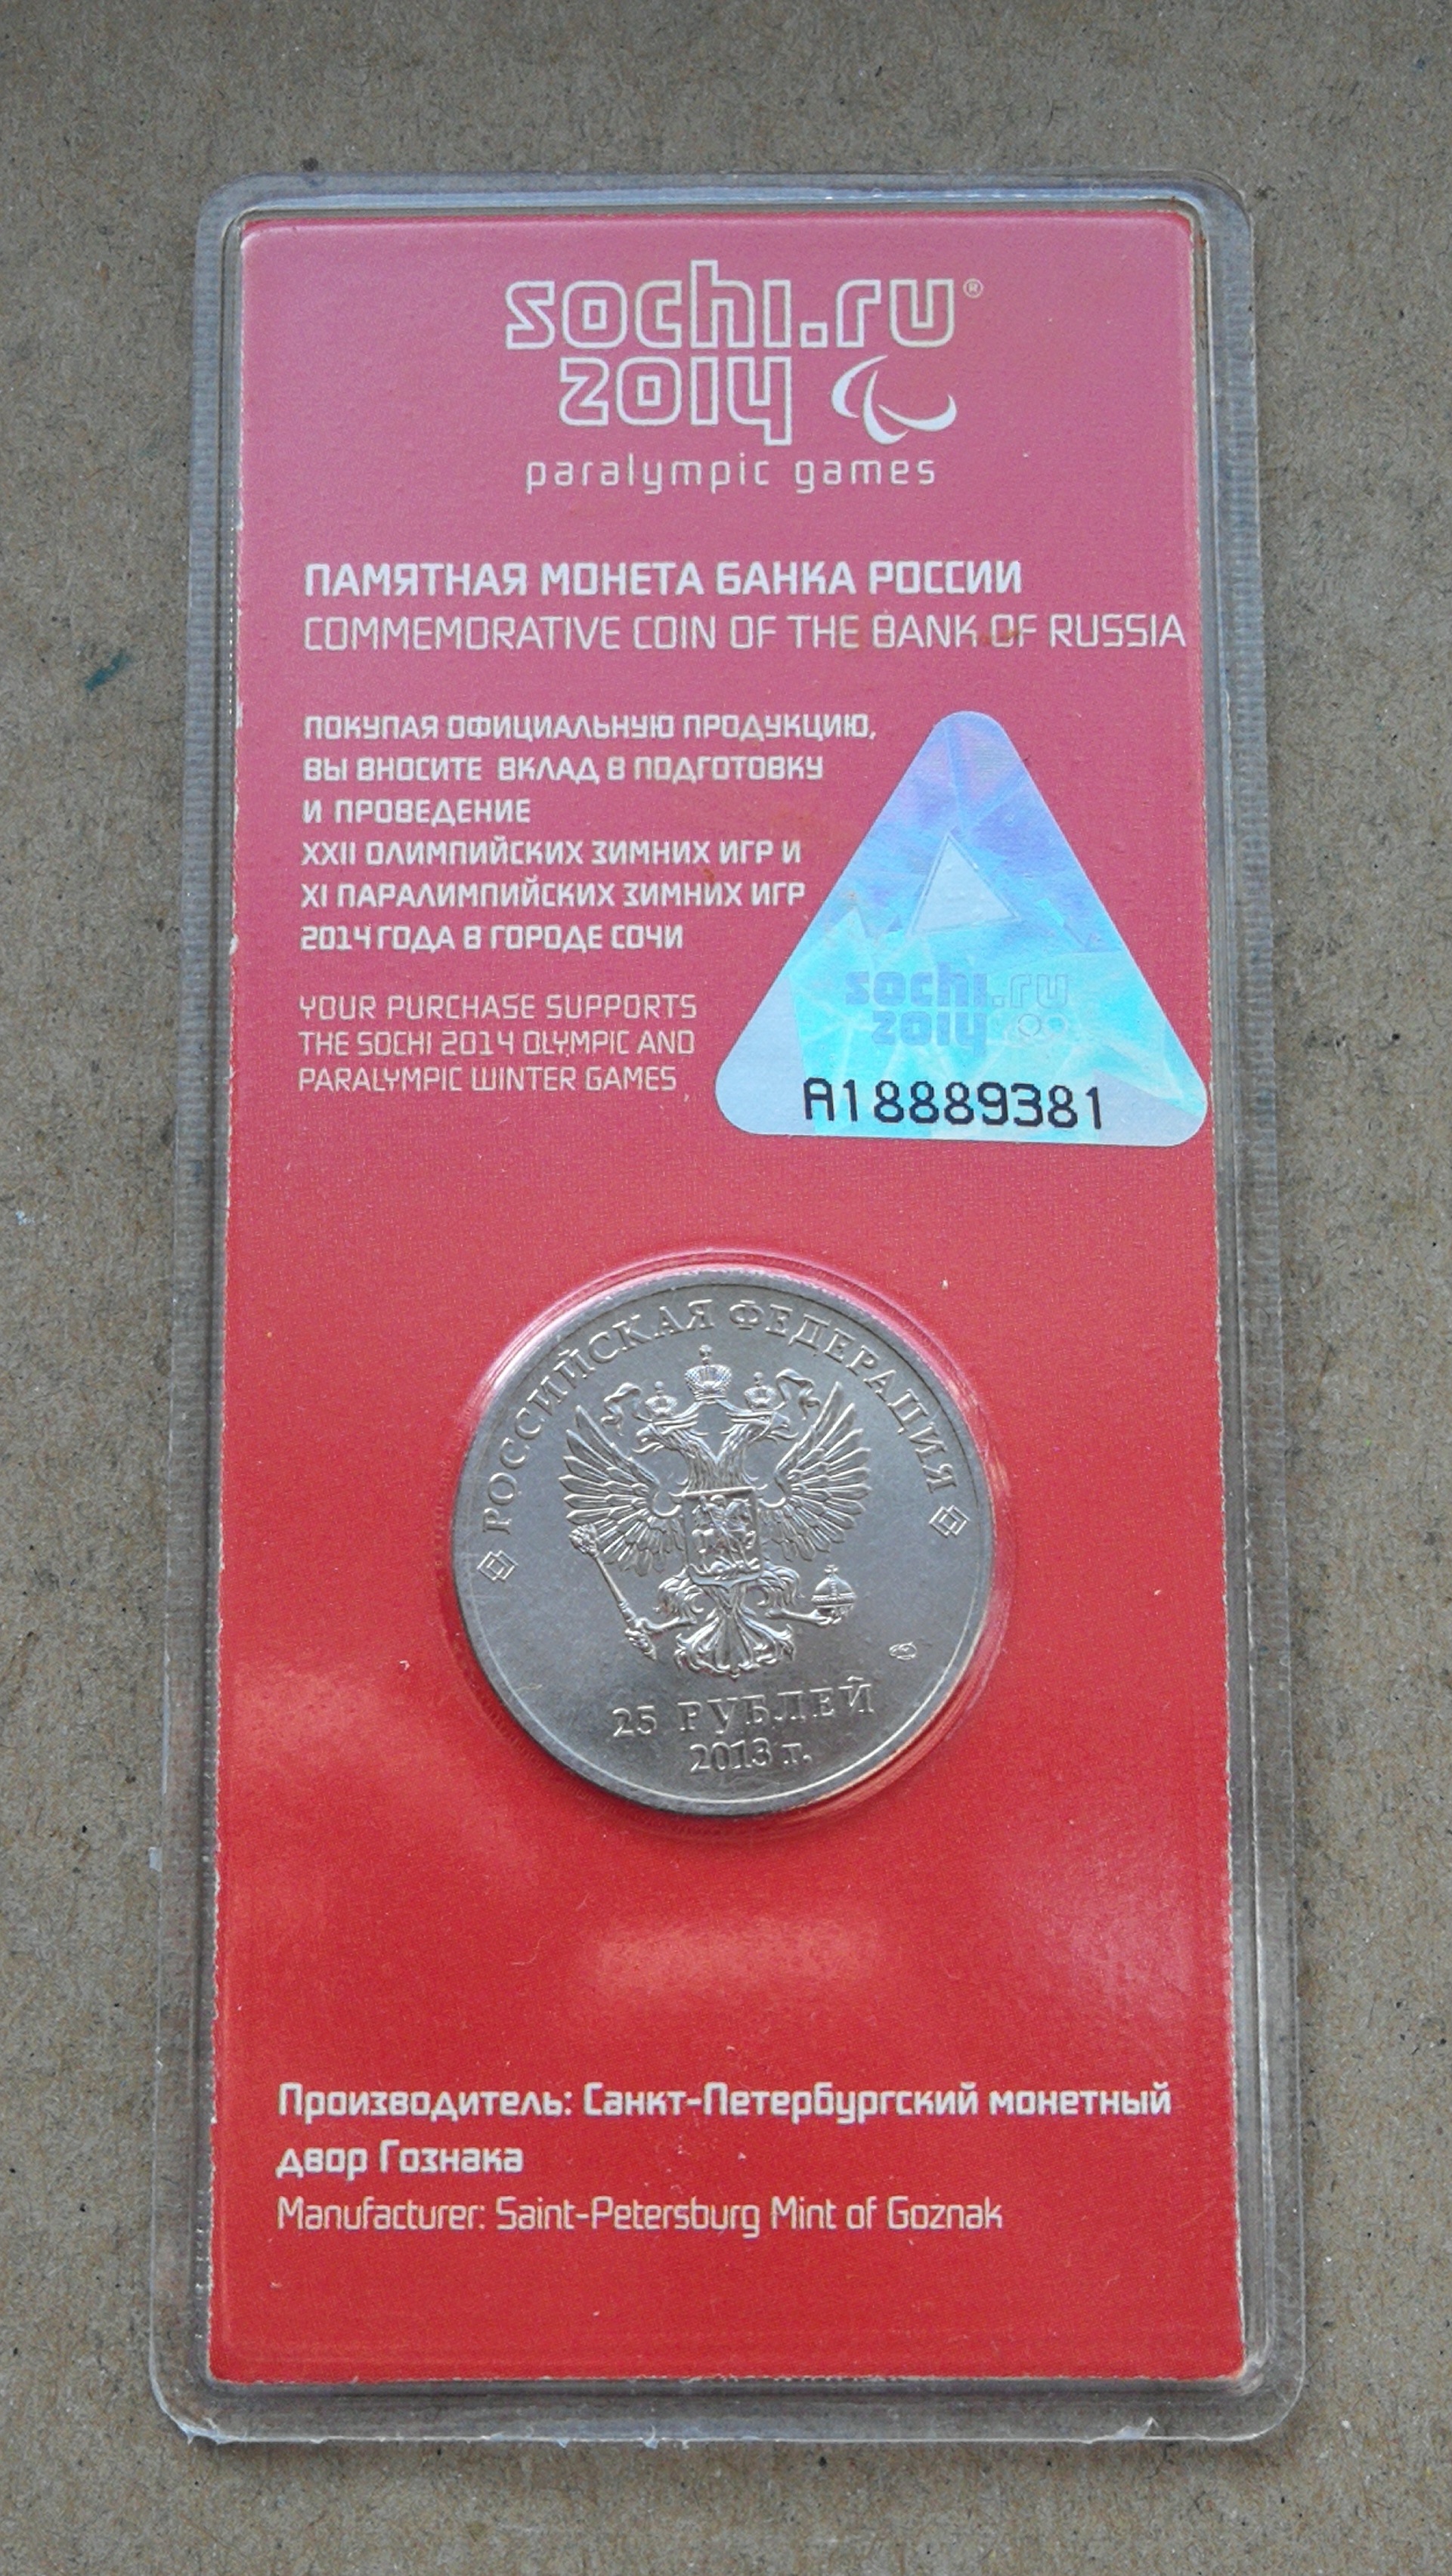 sochi.ru®
2014
paralympic games
ПАМЯТНАЯ МОНЕТА БАНКА РОССИИ
COMMEMORATIVE COIN OF THE BANK OF RUSSIA
ПОКУПАЯ ОФИЦИАЛЬНУЮ ПРОДУКЦИЮ,
ВЫ ВНОСИТЕ ВКЛАД В ПОДГОТОВКУ
И ПРОВЕДЕНИЕ
XXII ОЛИМПИЙСКИХ ЗИМНИХ ИГР И
XI ПАРАЛИМПИЙСКИХ ЗИМНИХ ИГР
2014 ГОДА В ГОРОДЕ СОЧИ
YOUR PURCHASE SUPPORTS
THE SOCHI 2014 OLYMPIC AND
PARALYMPIC WINTER GAMES
sochi.ru
2014
A18889381
РОССИЙСКАЯ ФЕДЕРАЦИЯ
25 РУБЛЕЙ
2013 г.
Производитель: Санкт-Петербургский монетный
двор Гознака
Manufacturer: Saint-Petersburg Mint of Goznak